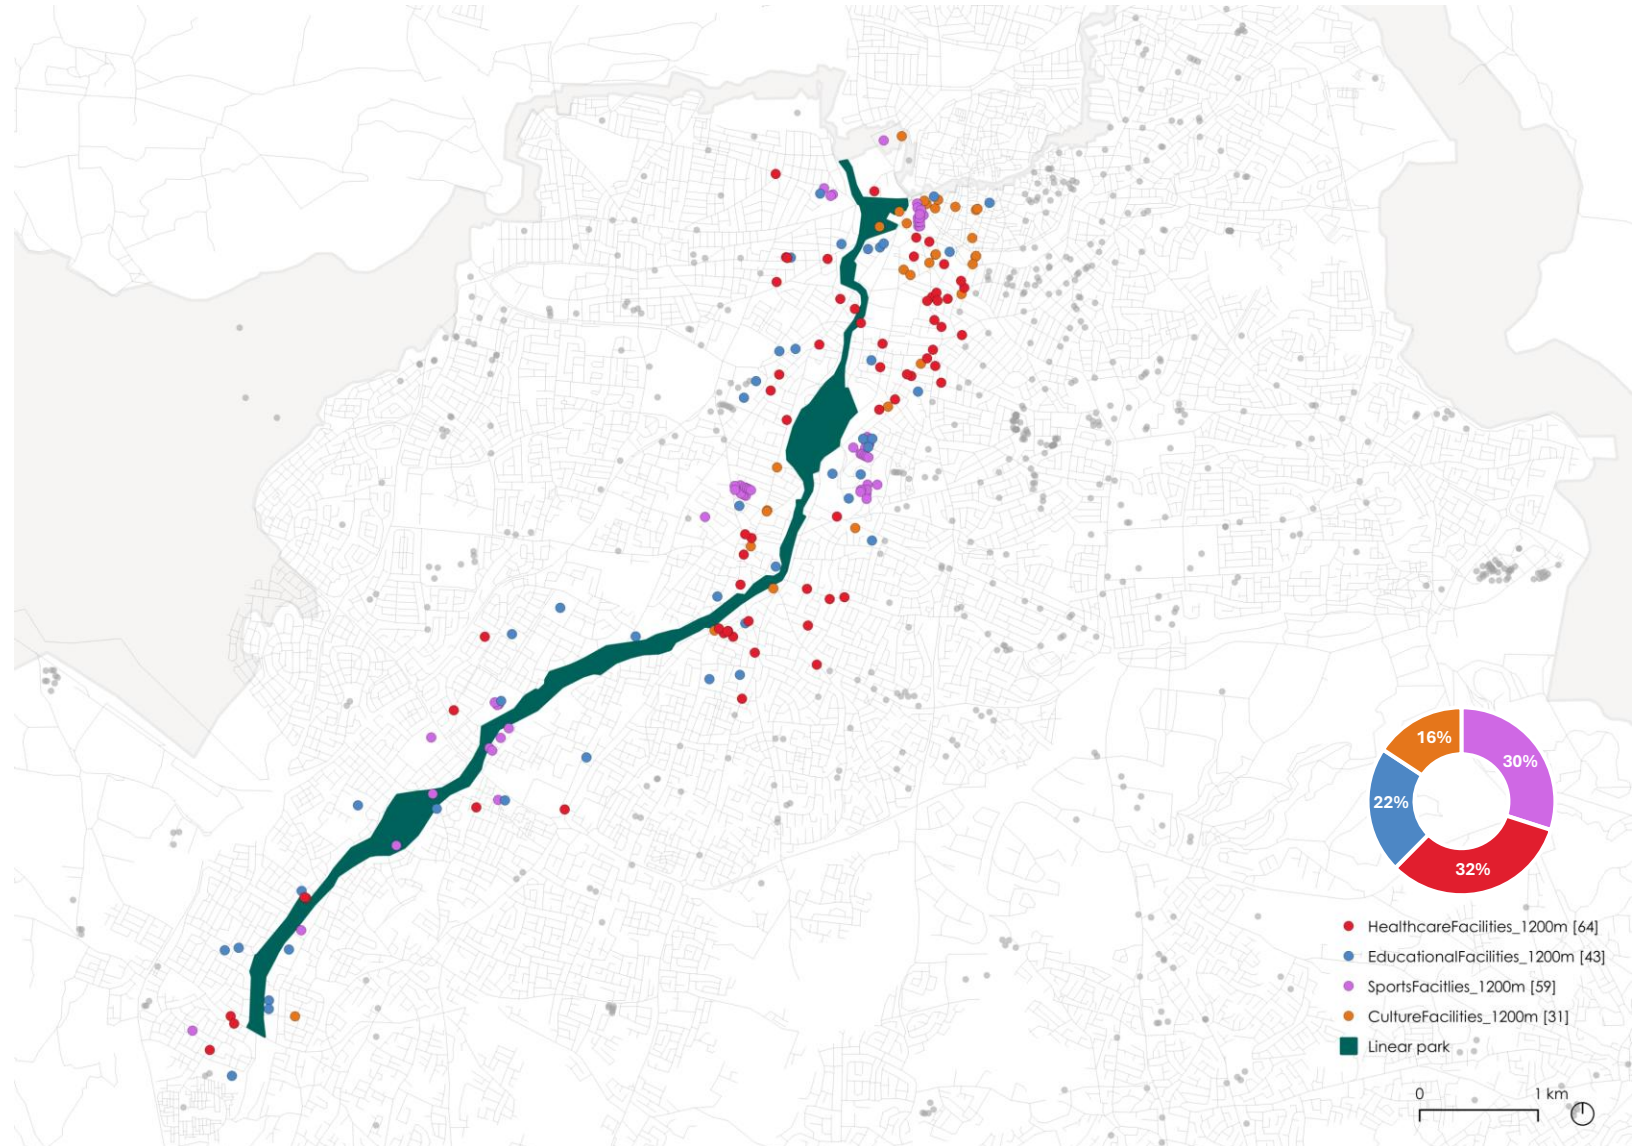 16%
30%
22%
32%
HealthcareFacilities_1200m [64]
EducationalFacilities_1200m [43]
SportsFacitlies_1200m [59]
CultureFacilities_1200m [31]
Linear park
0 1 km